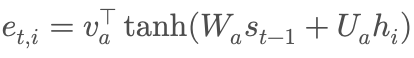 $e_{t,i} = v_a^\top \tanh(W_a s_{t-1} + U_a h_i)$